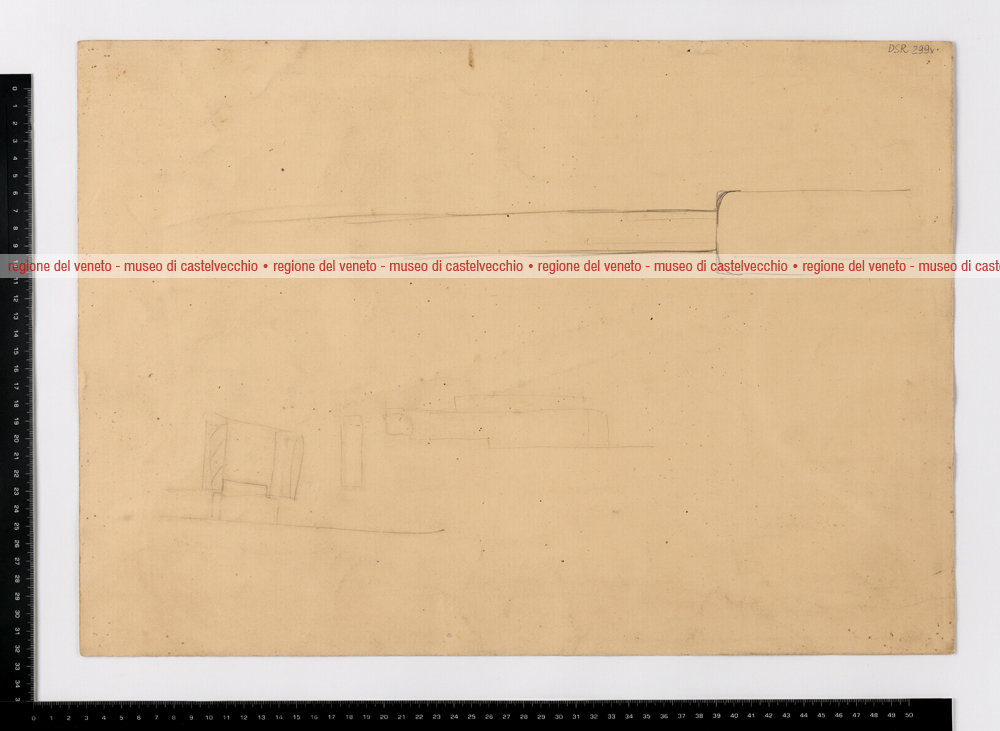 DSR 299v
regione del veneto - museo di castelvecchio • regione del veneto - museo di castelvecchio • regione del veneto - museo di castelvecchio • regione del veneto - museo di cast
0 1 2 3 4 5 6 7 8 9 11 12 13 14 15 16 17 18 19 20 21 22 23 24 25 26 27 28 29 30 31 32 33 34 3
0 1 2 3 4 5 6 7 8 9 10 11 12 13 14 15 16 17 18 19 20 21 22 23 24 25 26 27 28 29 30 31 32 33 34 35 36 37 38 39 40 41 42 43 44 45 46 47 48 49 50